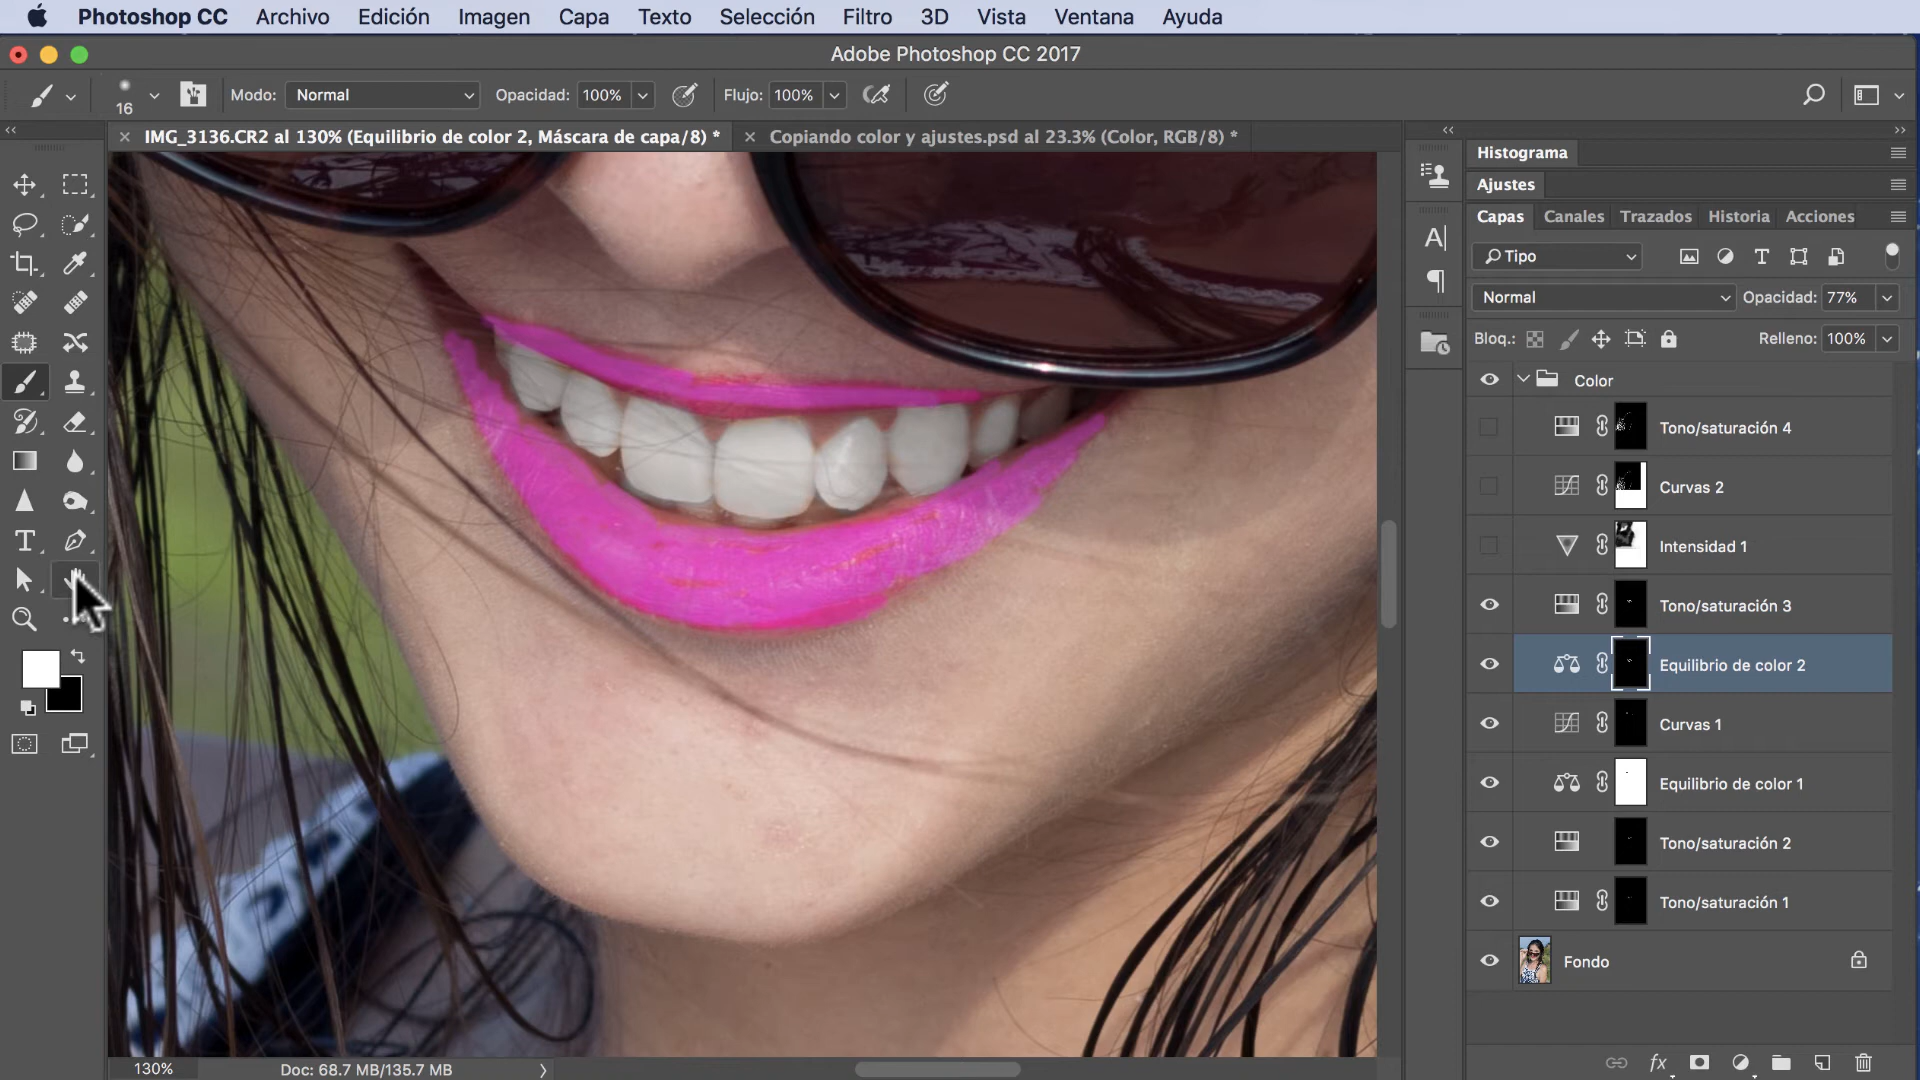 Photoshop CC Archivo Edición Imagen Capa Texto Selección Filtro 3D Vista Ventana Ayuda
Adobe Photoshop CC 2017
16 Modo: Normal Opacidad: 100% Flujo: 100%
IMG_3136.CR2 al 130% (Equilibrio de color 2, Máscara de capa/8) *
Copiando color y ajustes.psd al 23.3% (Color, RGB/8) *
Histograma
Ajustes
Capas Canales Trazados Historia Acciones
Tipo
Normal Opacidad: 77%
Bloq.: Relleno: 100%
Color
Tono/saturación 4
Curvas 2
Intensidad 1
Tono/saturación 3
Equilibrio de color 2
Curvas 1
Equilibrio de color 1
Tono/saturación 2
Tono/saturación 1
Fondo
130% Doc: 68.7 MB/135.7 MB
fx